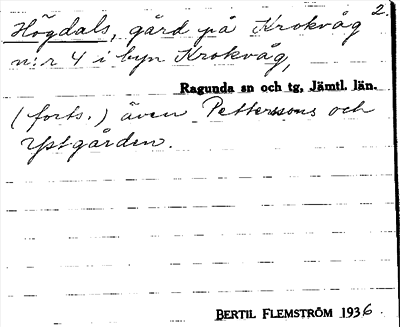 2.
Högdals, gård på Krokvåg
n:r 4 i byn Krokvåg,
Ragunda sn och tg, Jämtl. län.
(forts.) även Petterssons och
Ystgården.
BERTIL FLEMSTRÖM 1936.